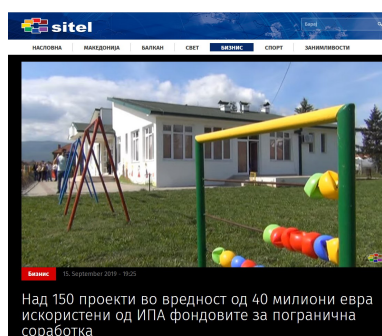 sitel
Бара
НАСЛОВНА МАКЕДОНИЈА БАЛКАН СВЕТ БИЗНИС СПОРТ ЗАНИМЛИВОСТИ
Бизнис 15. September 2019 - 19:25
Над 150 проекти во вредност од 40 милиони евра
искористени од ИПА фондовите за погранична
соработка